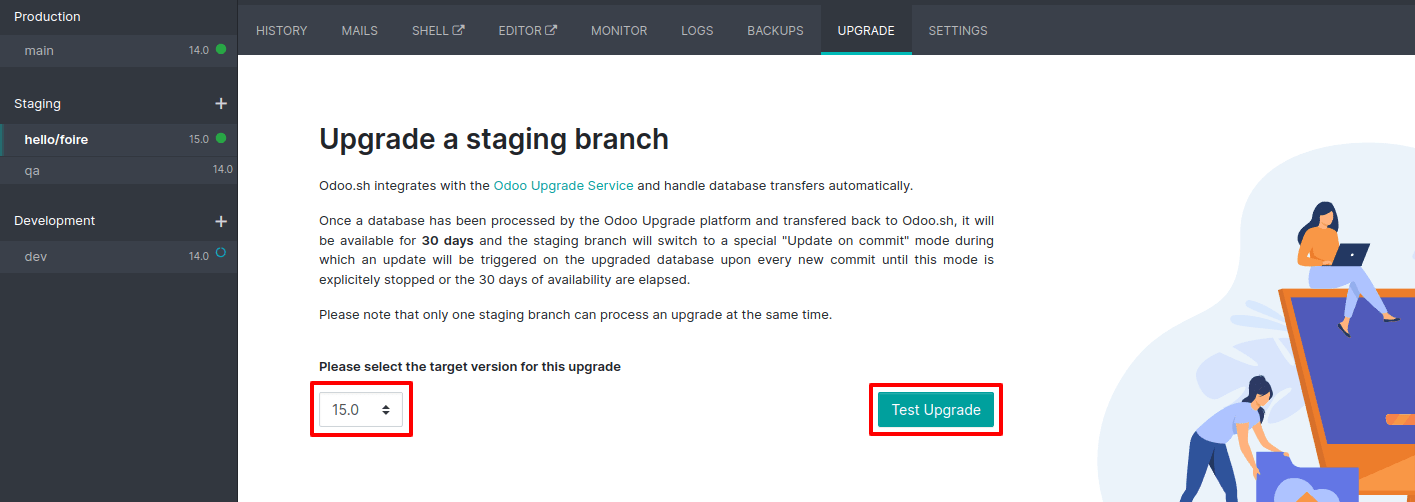 Production
main 14.0
Staging +
hello/foire 15.0
qa 14.0
Development +
dev 14.0
HISTORY MAILS SHELL EDITOR MONITOR LOGS BACKUPS UPGRADE SETTINGS
Upgrade a staging branch
Odoo.sh integrates with the Odoo Upgrade Service and handle database transfers automatically.
Once a database has been processed by the Odoo Upgrade platform and transfered back to Odoo.sh, it will
be available for 30 days and the staging branch will switch to a special "Update on commit" mode during
which an update will be triggered on the upgraded database upon every new commit until this mode is
explicitely stopped or the 30 days of availability are elapsed.
Please note that only one staging branch can process an upgrade at the same time.
Please select the target version for this upgrade
15.0
Test Upgrade